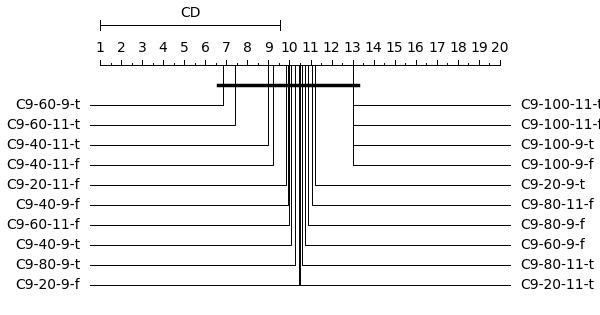 CD
1 2 3 4 5 6 7 8 9 10 11 12 13 14 15 16 17 18 19 20
C9-60-9-t C9-100-11-t
C9-60-11-t C9-100-11-f
C9-40-11-t C9-100-9-t
C9-40-11-f C9-100-9-f
C9-20-11-f C9-20-9-t
C9-40-9-f C9-80-11-f
C9-60-11-f C9-80-9-f
C9-40-9-t C9-60-9-f
C9-80-9-t C9-80-11-t
C9-20-9-f C9-20-11-t